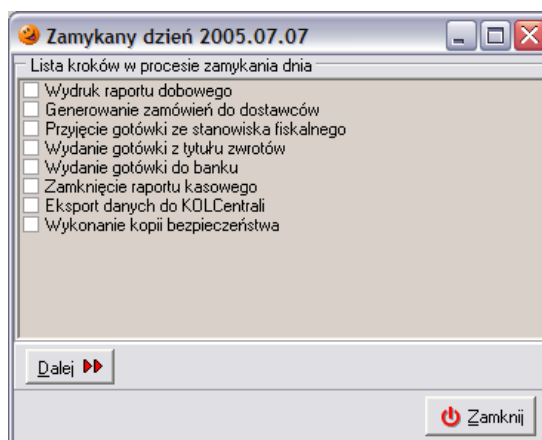 Zamykany dzień 2005.07.07
Lista kroków w procesie zamykania dnia
Wydruk raportu dobowego
Generowanie zamówień do dostawców
Przyjęcie gotówki ze stanowiska fiskalnego
Wydanie gotówki z tytułu zwrotów
Wydanie gotówki do banku
Zamknięcie raportu kasowego
Eksport danych do KOLCentrali
Wykonanie kopii bezpieczeństwa
Dalej
Zamknij